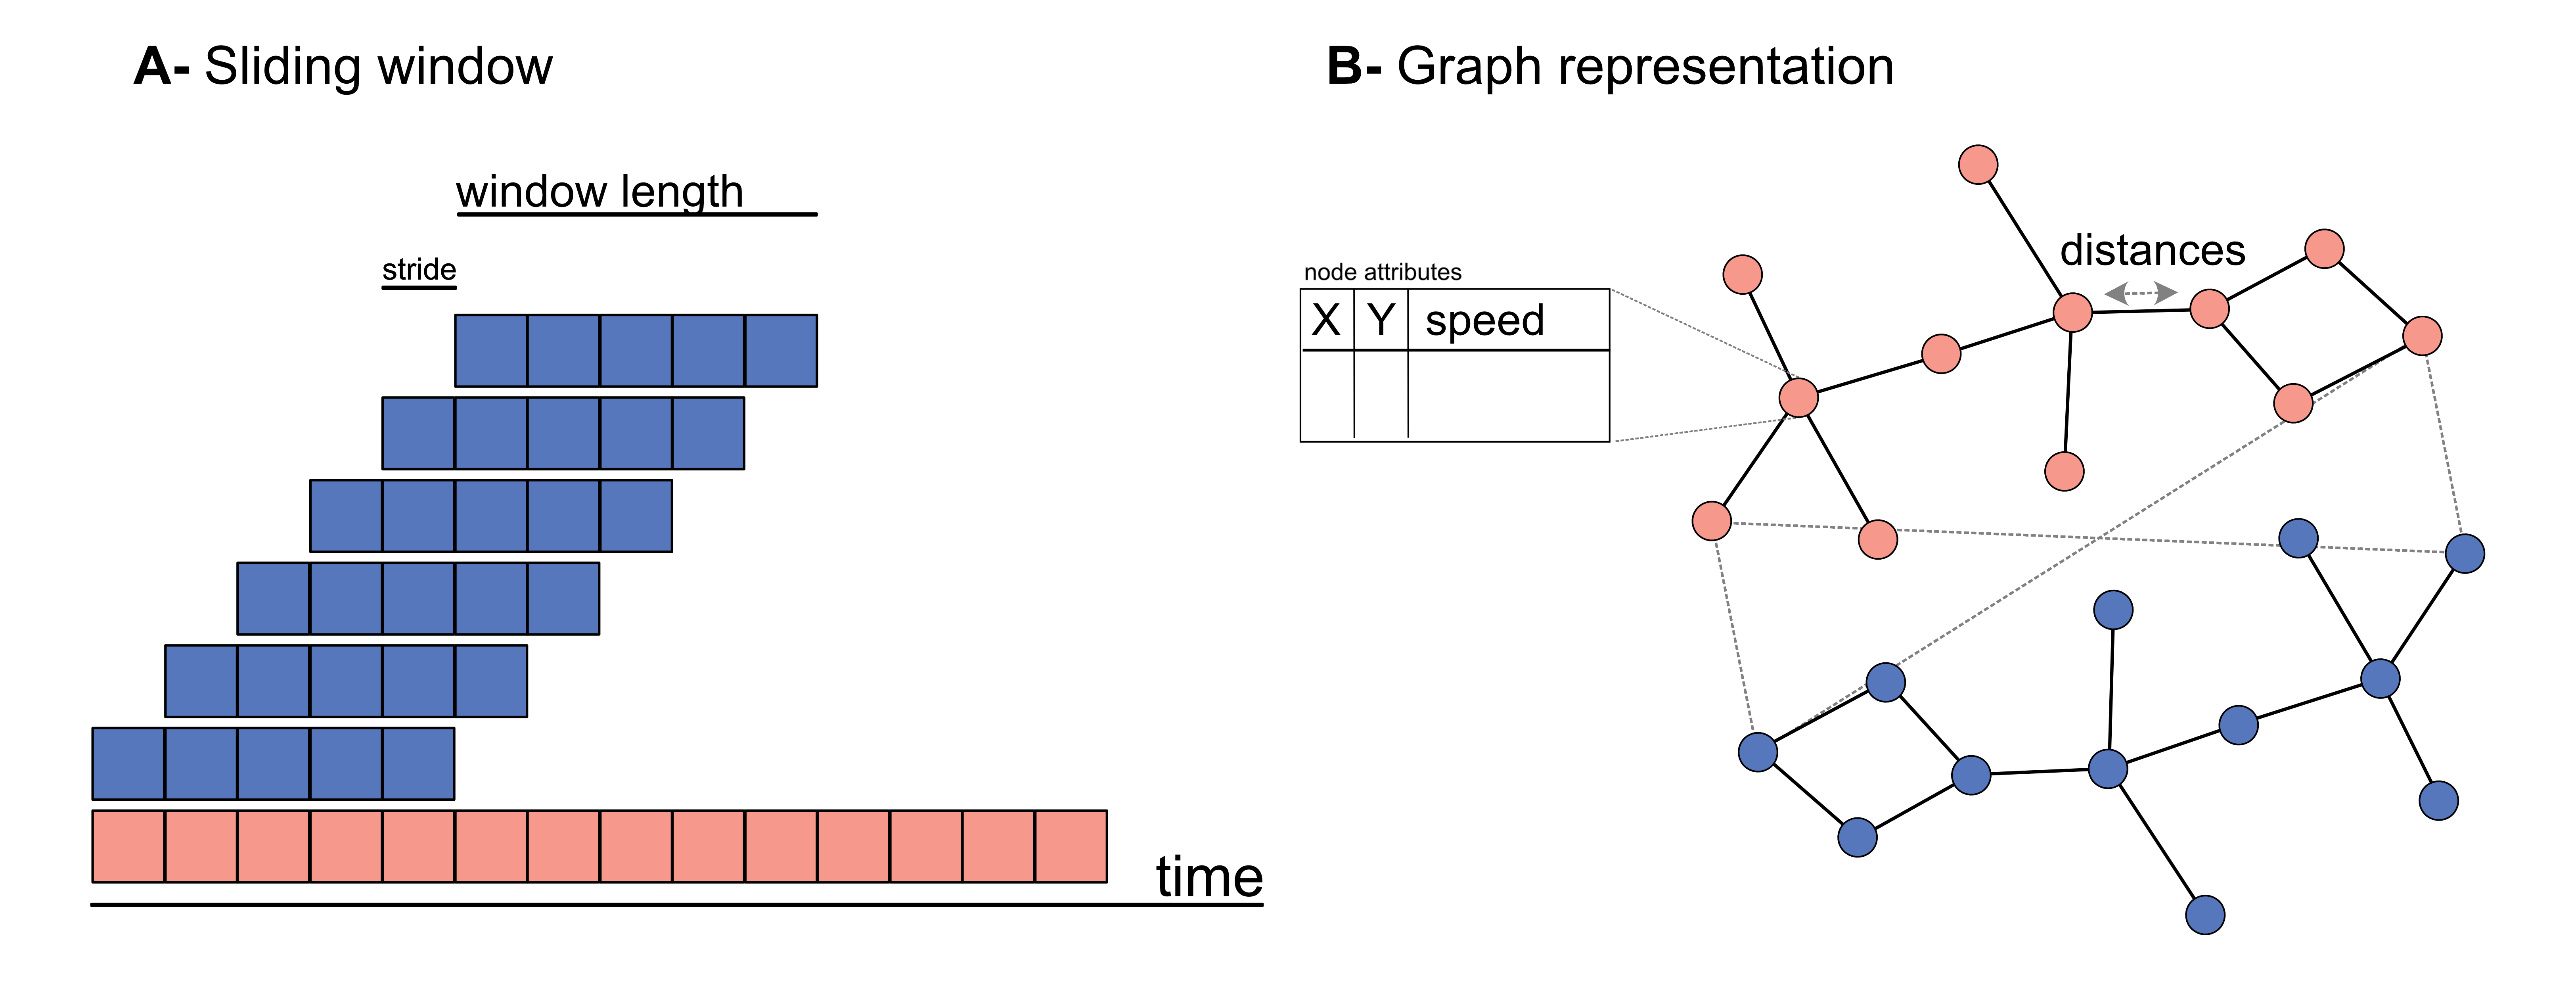 A- Sliding window
window length
stride
time
B- Graph representation
distances
node attributes
X Y speed